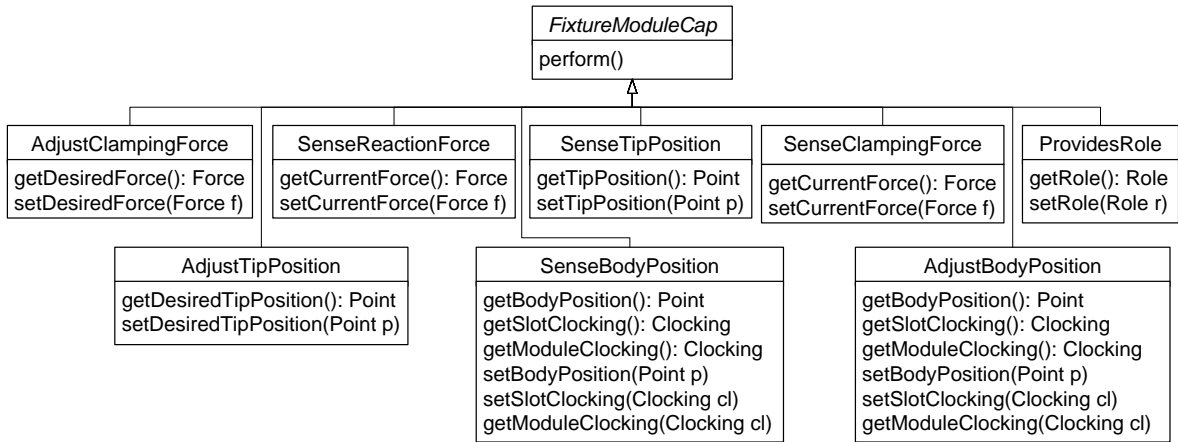 FixtureModuleCap
perform()
AdjustClampingForce
getDesiredForce(): Force
setDesiredForce(Force f)
SenseReactionForce
getCurrentForce(): Force
setCurrentForce(Force f)
SenseTipPosition
getTipPosition(): Point
setTipPosition(Point p)
SenseClampingForce
getCurrentForce(): Force
setCurrentForce(Force f)
ProvidesRole
getRole(): Role
setRole(Role r)
AdjustTipPosition
getDesiredTipPosition(): Point
setDesiredTipPosition(Point p)
SenseBodyPosition
getBodyPosition(): Point
getSlotClocking(): Clocking
getModuleClocking(): Clocking
setBodyPosition(Point p)
setSlotClocking(Clocking cl)
getModuleClocking(Clocking cl)
AdjustBodyPosition
getBodyPosition(): Point
getSlotClocking(): Clocking
getModuleClocking(): Clocking
setBodyPosition(Point p)
setSlotClocking(Clocking cl)
getModuleClocking(Clocking cl)